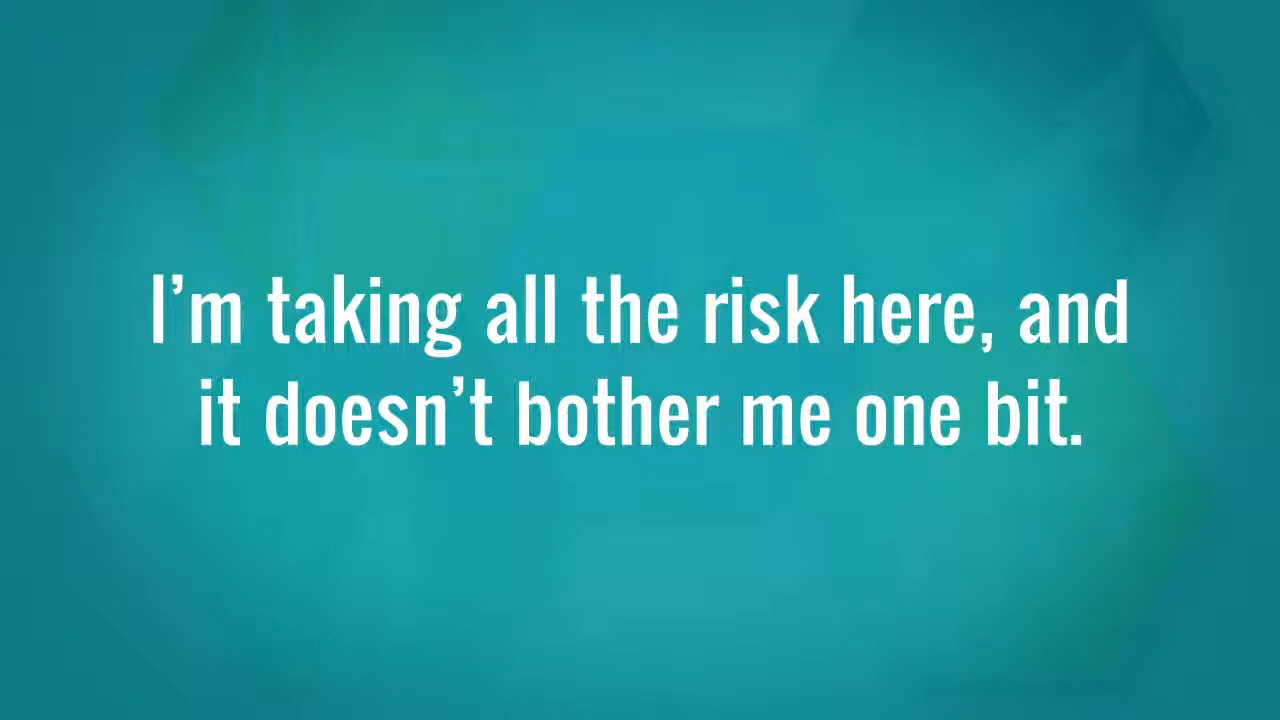 I’m taking all the risk here, and
it doesn’t bother me one bit.